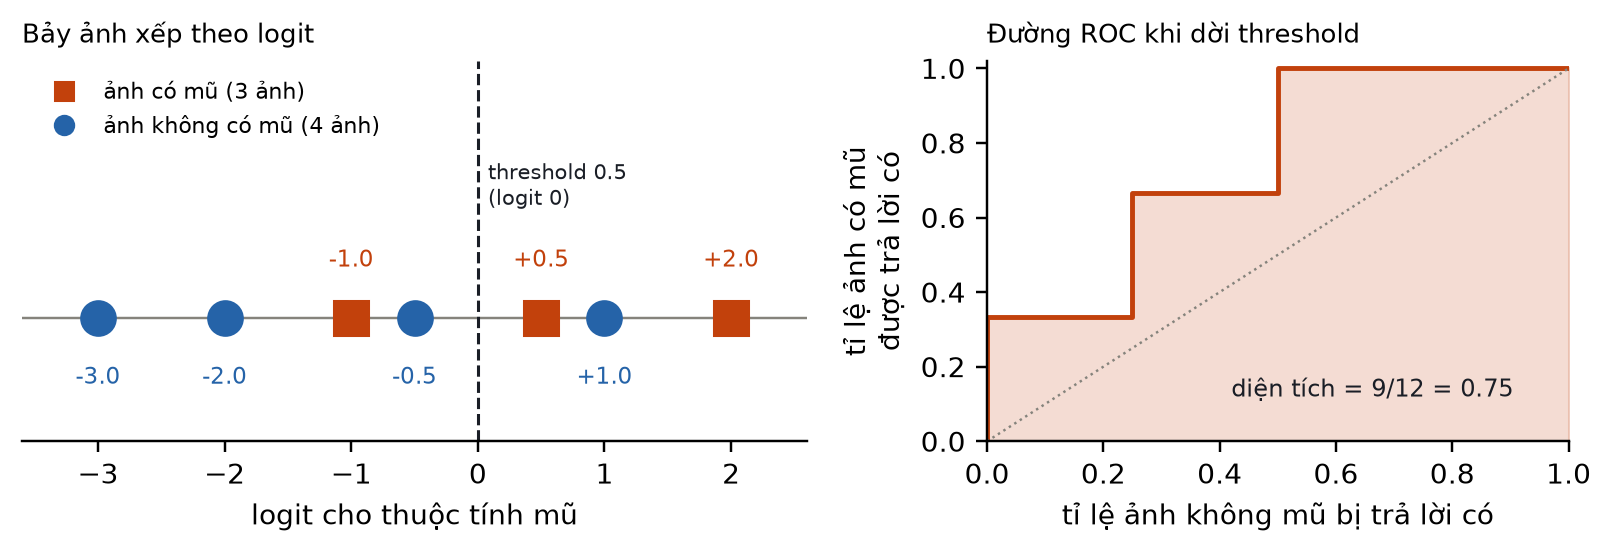 Bảy ảnh xếp theo logit
ảnh có mũ (3 ảnh)
ảnh không có mũ (4 ảnh)
threshold 0.5
(logit 0)
-1.0
+0.5
+2.0
-3.0
-2.0
-0.5
+1.0
−3
−2
−1
0
1
2
logit cho thuộc tính mũ
Đường ROC khi dời threshold
tỉ lệ ảnh có mũ
được trả lời có
1.0
0.8
0.6
0.4
0.2
0.0
diện tích = 9/12 = 0.75
0.0
0.2
0.4
0.6
0.8
1.0
tỉ lệ ảnh không mũ bị trả lời có